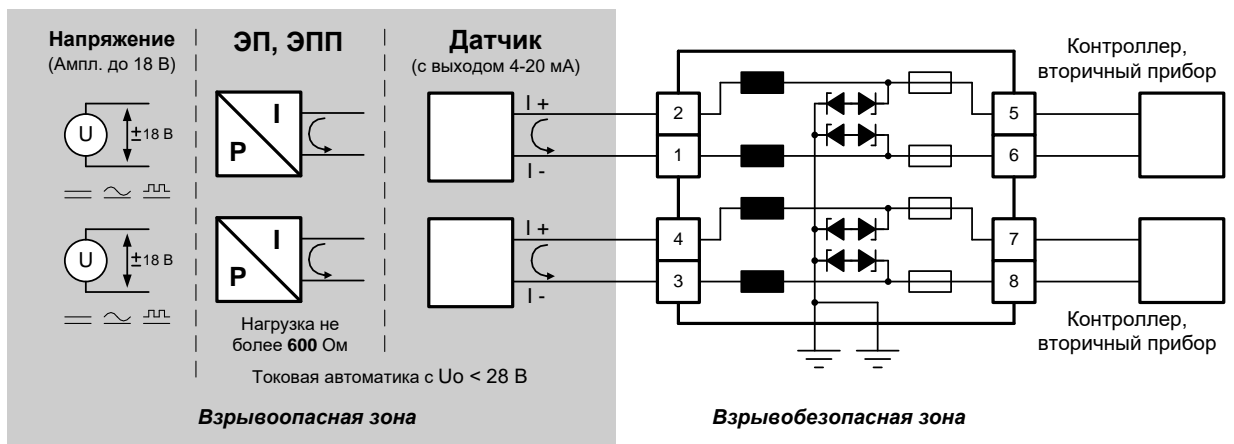 Напряжение
(Ампл. до 18 В)
ЭП, ЭПП
Датчик
(с выходом 4-20 мА)
Контроллер,
вторичный прибор
U
±18 В
I
P
I +
I -
2
1
5
6
U
±18 В
I
P
I +
I -
4
3
7
8
Нагрузка не
более 600 Ом
Токовая автоматика с Uo < 28 В
Контроллер,
вторичный прибор
Взрывоопасная зона
Взрывобезопасная зона